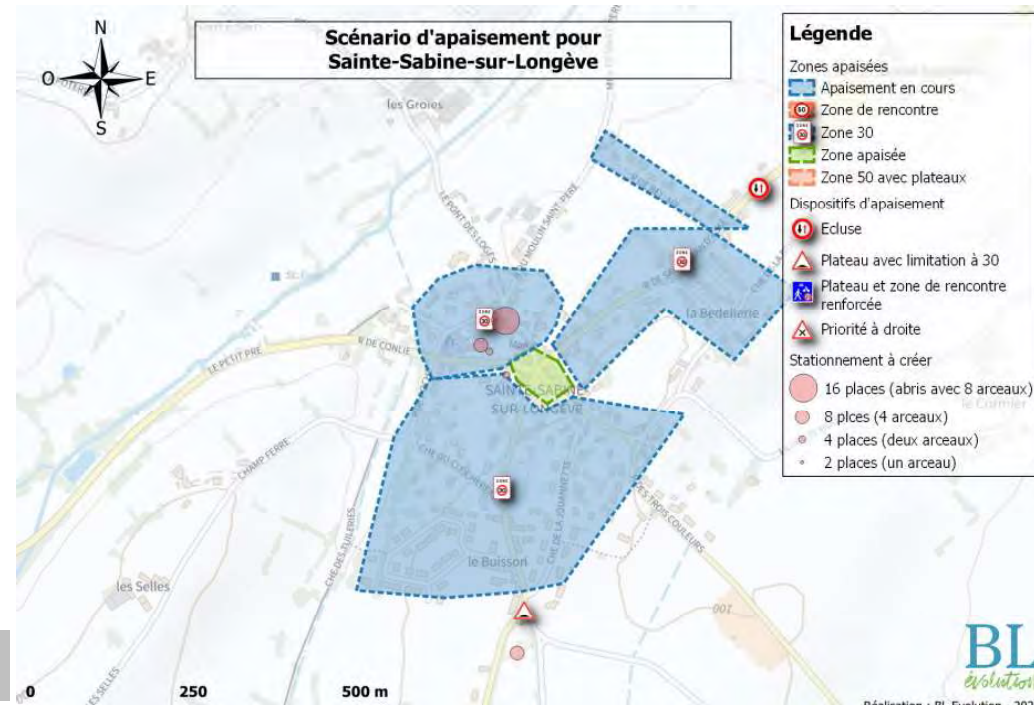 Scénario d'apaisement pour
Sainte-Sabine-sur-Longève
N
O
E
S
Légende
Zones apaisées
Apaisement en cours
Zone de rencontre
Zone 30
Zone apaisée
Zone 50 avec plateaux
Dispositifs d'apaisement
Ecluse
Plateau avec limitation à 30
Plateau et zone de rencontre
renforcée
Priorité à droite
Stationnement à créer
16 places (abris avec 8 arceaux)
8 plces (4 arceaux)
4 places (deux arceaux)
2 places (un arceau)
les Groies
LE PONT DES LOGES
AU MOULIN SAINT-PERE
la Bedellerie
R DE CONLIE
LE PETIT PRE
SAINTE-SABINE
SUR-LONGÈVE
le Cormier
CHAMP FERRE
CHE DES TUILERIES
CHE DE LA JOUANNETTE
DES TROIS COULEURS
le Buisson
les Selles
LES SELLES
100
0
250
500 m
BL
évolution